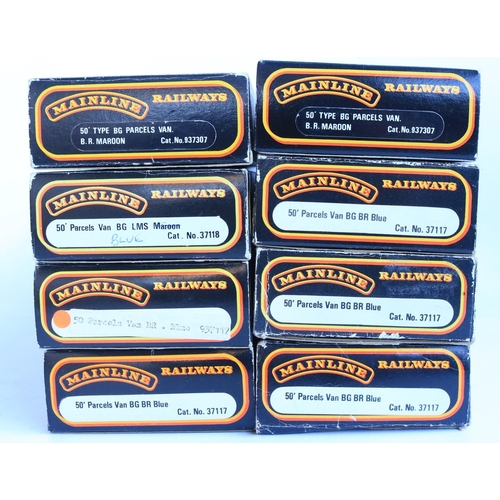 MAINLINE RAILWAYS
50' TYPE BG PARCELS VAN.
B.R. MAROON Cat.No.937307
MAINLINE RAILWAYS
50' TYPE BG PARCELS VAN.
B.R. MAROON Cat.No.937307
MAINLINE RAILWAYS
50' Parcels Van BG LMS Maroon
BLUE Cat. No. 37118
MAINLINE RAILWAYS
50' Parcels Van BG BR Blue
Cat. No. 37117
MAINLINE RAILWAYS
50 Parcels Van BR
MAINLINE RAILWAYS
50' Parcels Van BG BR Blue
Cat. No. 37117
MAINLINE RAILWAYS
50' Parcels Van BG BR Blue
Cat. No. 37117
MAINLINE RAILWAYS
50' Parcels Van BG BR Blue
Cat. No. 37117